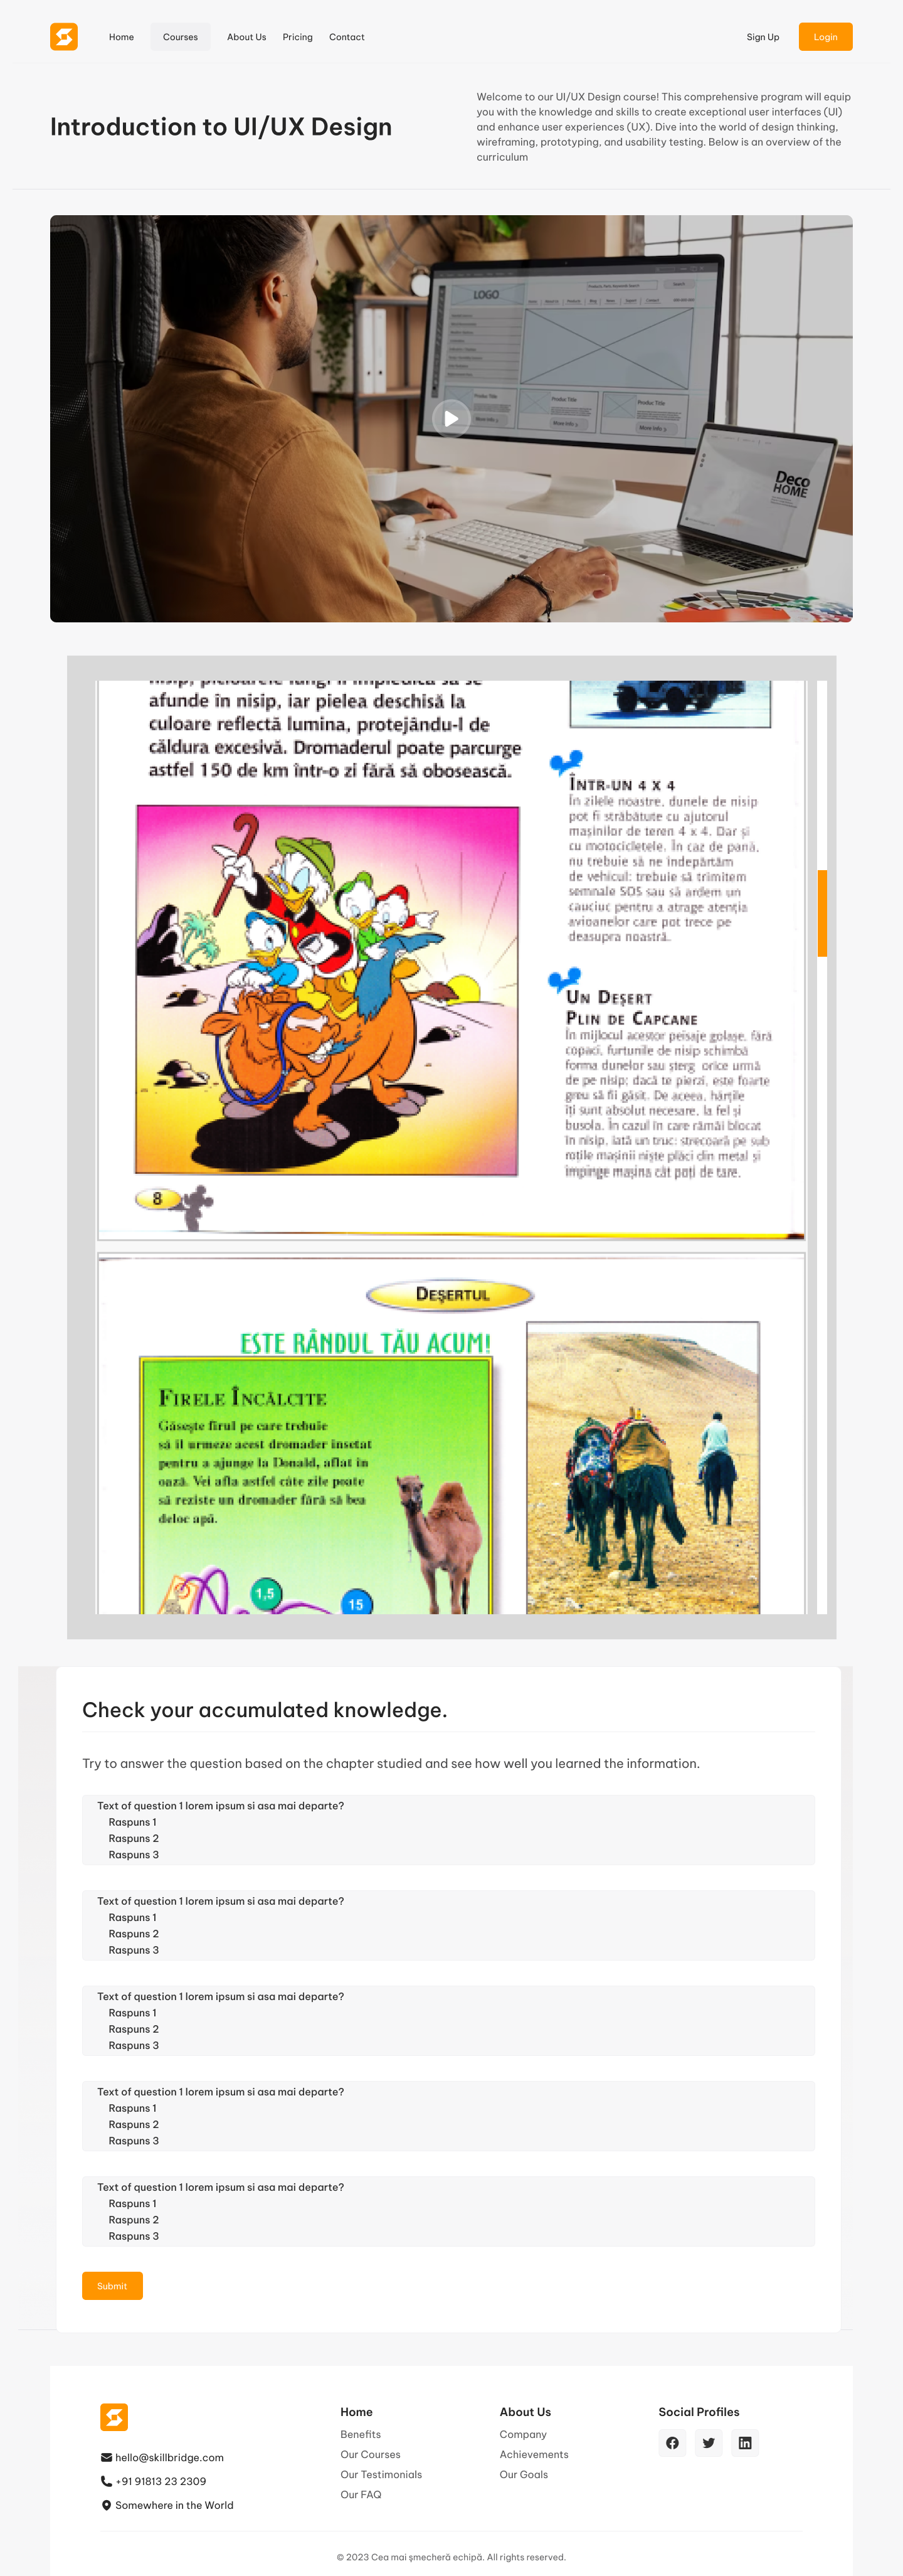 Home
Courses
About Us
Pricing
Contact
Sign Up
Login
Introduction to UI/UX Design
Welcome to our UI/UX Design course! This comprehensive program will equip
you with the knowledge and skills to create exceptional user interfaces (UI)
and enhance user experiences (UX). Dive into the world of design thinking,
wireframing, prototyping, and usability testing. Below is an overview of the
curriculum
LOGO
Deco
HOME
afunde în nisip, iar pielea deschisă la
culoare reflectă lumina, protejându-l de
căldura excesivă. Dromaderul poate parcurge
astfel 150 de km într-o zi fără să obosească.
8
ÎNTR-UN 4 X 4
În zilele noastre, dunele de nisip
pot fi străbătute cu ajutorul
mașinilor de teren 4 x 4. Dar și
cu motocicletele. În caz de pană,
nu trebuie să ne îndepărtăm
de vehicul: trebuie să trimitem
semnale SOS sau să ardem un
cauciuc pentru a atrage atenția
avioanelor care pot trece pe
deasupra noastră.
UN DEȘERT
PLIN DE CAPCANE
În mijlocul acestor peisaje golașe, fără
copaci, furtunile de nisip schimbă
forma dunelor sau șterg orice urmă
de pe nisip; dacă te pierzi, este foarte
greu să fii găsit. De aceea, hărțile
îți sunt absolut necesare, la fel și
busola. În cazul în care rămâi blocat
în nisip, iată un truc: strecoară pe sub
roțile mașinii niște plăci din metal și
împinge mașina cât poți de tare.
DEȘERTUL
ESTE RÂNDUL TĂU ACUM!
FIRELE ÎNCÂLCITE
Găsește firul pe care trebuie
să îl urmeze acest dromader însetat
pentru a ajunge la Donald, aflat în
oază. Vei afla astfel câte zile poate
să reziste un dromader fără să bea
deloc apă.
1,5
15
Check your accumulated knowledge.
Try to answer the question based on the chapter studied and see how well you learned the information.
Text of question 1 lorem ipsum si asa mai departe?
Raspuns 1
Raspuns 2
Raspuns 3
Text of question 1 lorem ipsum si asa mai departe?
Raspuns 1
Raspuns 2
Raspuns 3
Text of question 1 lorem ipsum si asa mai departe?
Raspuns 1
Raspuns 2
Raspuns 3
Text of question 1 lorem ipsum si asa mai departe?
Raspuns 1
Raspuns 2
Raspuns 3
Text of question 1 lorem ipsum si asa mai departe?
Raspuns 1
Raspuns 2
Raspuns 3
Submit
hello@skillbridge.com
+91 91813 23 2309
Somewhere in the World
Home
Benefits
Our Courses
Our Testimonials
Our FAQ
About Us
Company
Achievements
Our Goals
Social Profiles
© 2023 Cea mai șmecheră echipă. All rights reserved.